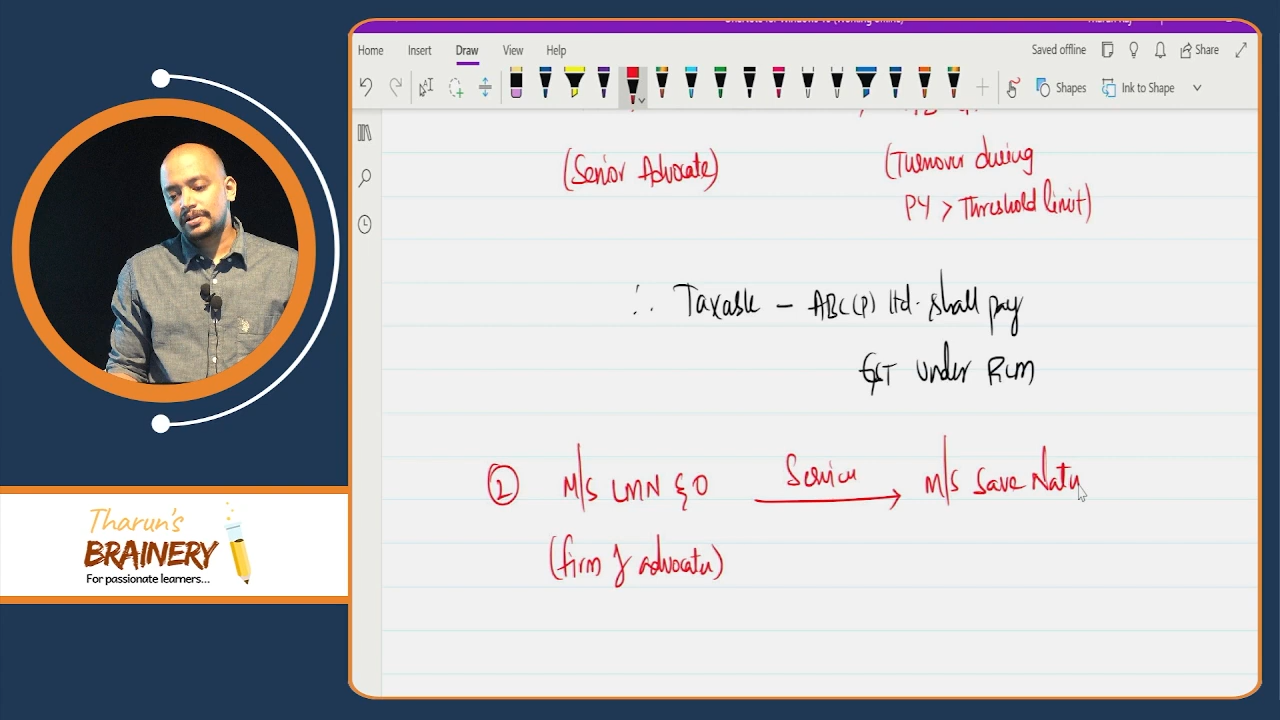 Home Insert Draw View Help Saved offline Share
Shapes Ink to Shape
(Senior Advocate)
(Turnover during
PY > Threshold limit)
∴ Taxable – ABC(P) ltd. shall pay
GST under RCM
② M/s LMN & O Service M/s Save Natu
(firm of advocates)
Tharun's
BRAINERY
For passionate learners...